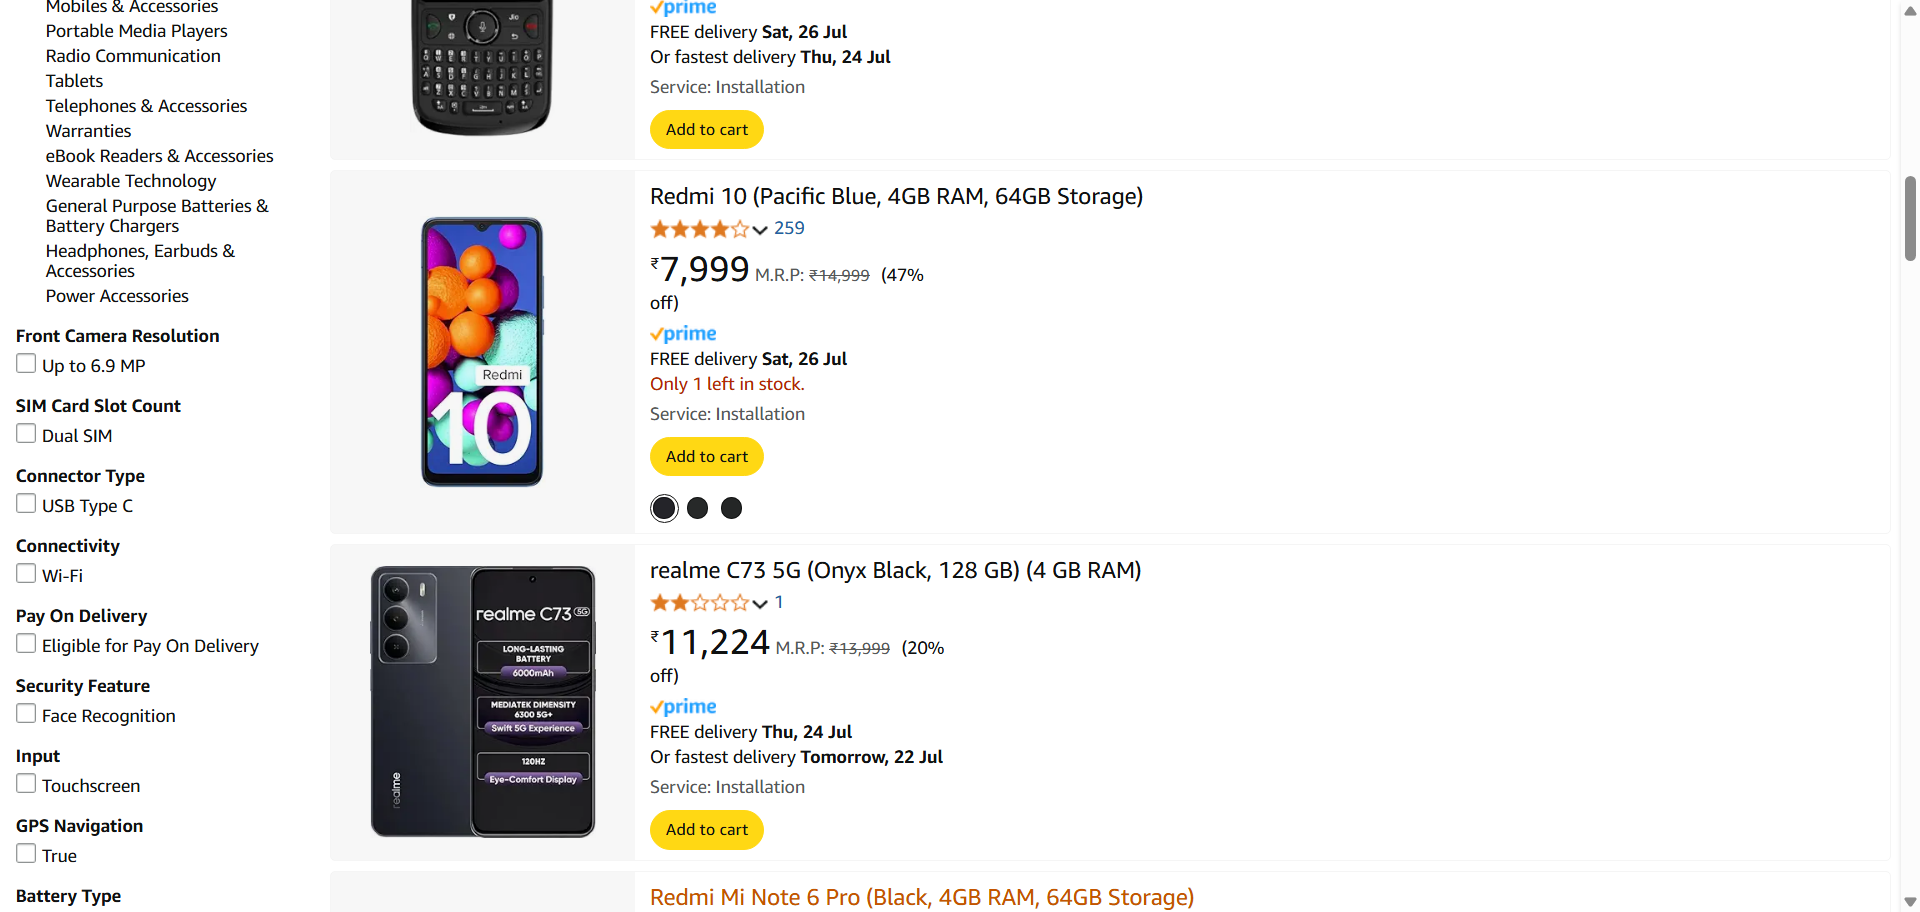 Mobiles & Accessories
Portable Media Players
Radio Communication
Tablets
Telephones & Accessories
Warranties
eBook Readers & Accessories
Wearable Technology
General Purpose Batteries &
Battery Chargers
Headphones, Earbuds &
Accessories
Power Accessories
Front Camera Resolution
Up to 6.9 MP
SIM Card Slot Count
Dual SIM
Connector Type
USB Type C
Connectivity
Wi-Fi
Pay On Delivery
Eligible for Pay On Delivery
Security Feature
Face Recognition
Input
Touchscreen
GPS Navigation
True
Battery Type
Jio
prime
FREE delivery Sat, 26 Jul
Or fastest delivery Thu, 24 Jul
Service: Installation
Add to cart
Redmi
10
Redmi 10 (Pacific Blue, 4GB RAM, 64GB Storage)
259
₹7,999 M.R.P: ₹14,999 (47%
off)
prime
FREE delivery Sat, 26 Jul
Only 1 left in stock.
Service: Installation
Add to cart
realme
realme C73 5G
LONG-LASTING
BATTERY
6000mAh
MEDIATEK DIMENSITY
6300 5G+
Swift 5G Experience
120HZ
Eye-Comfort Display
realme C73 5G (Onyx Black, 128 GB) (4 GB RAM)
1
₹11,224 M.R.P: ₹13,999 (20%
off)
prime
FREE delivery Thu, 24 Jul
Or fastest delivery Tomorrow, 22 Jul
Service: Installation
Add to cart
Redmi Mi Note 6 Pro (Black, 4GB RAM, 64GB Storage)